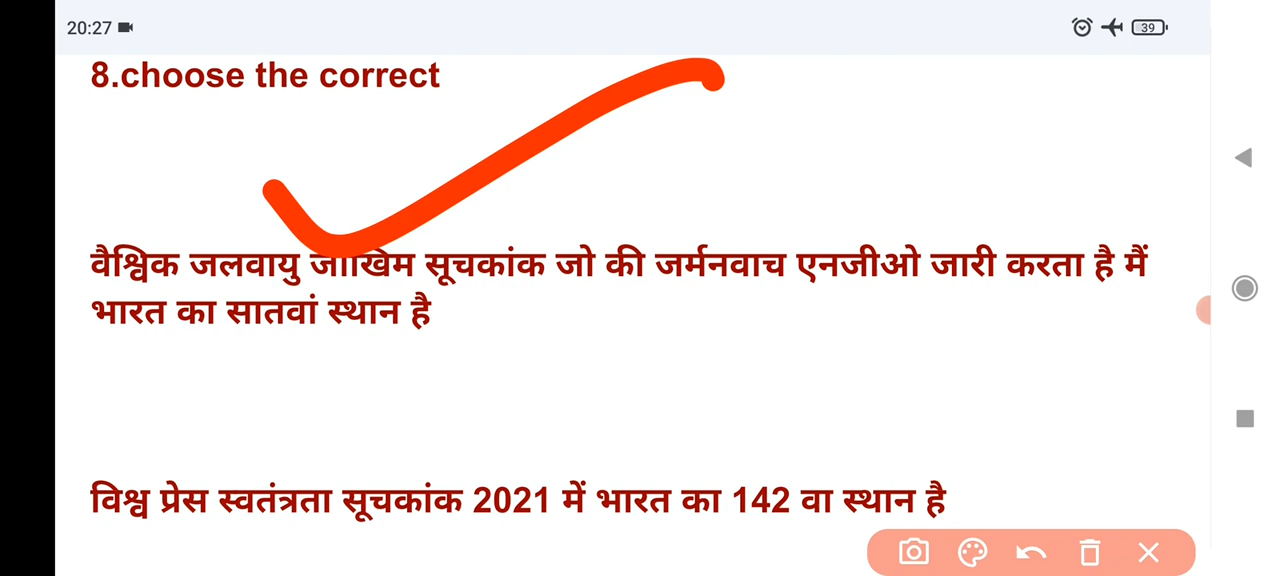 20:27
39
8.choose the correct
वैश्विक जलवायु जोखिम सूचकांक जो की जर्मनवाच एनजीओ जारी करता है मैं
भारत का सातवां स्थान है
विश्व प्रेस स्वतंत्रता सूचकांक 2021 में भारत का 142 वा स्थान है